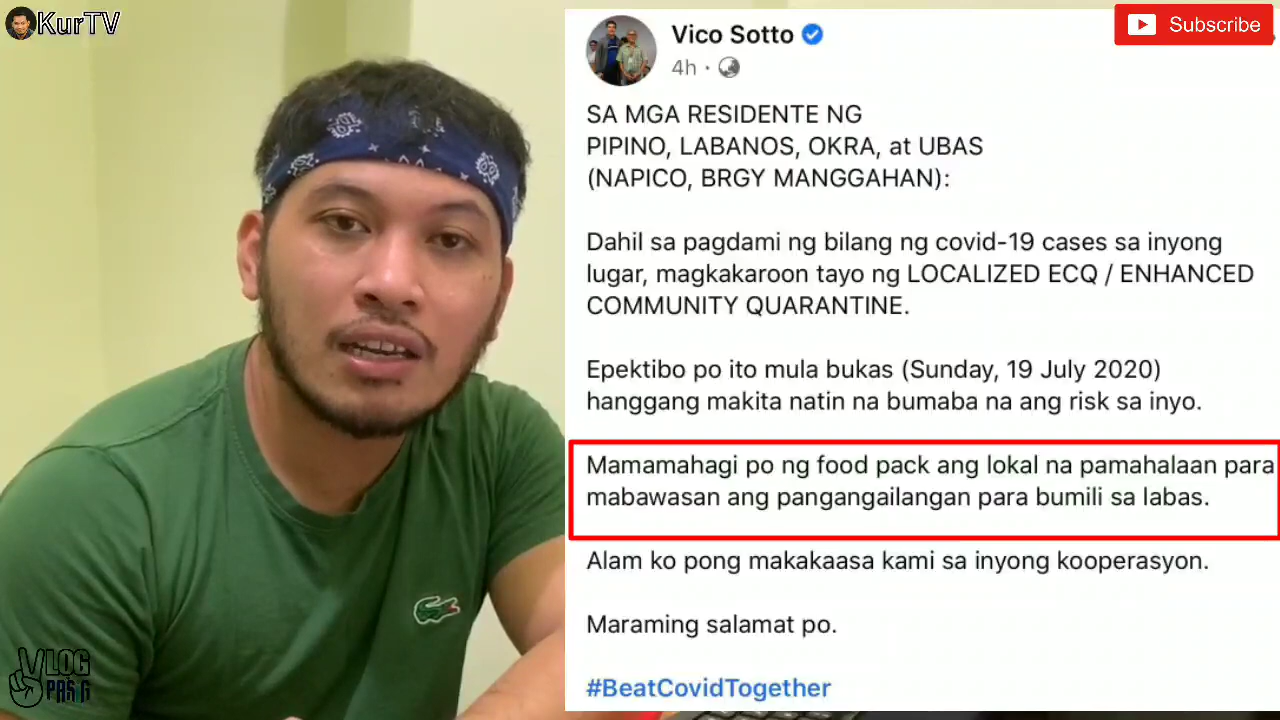 KurTV
Subscribe
Vico Sotto
4h
SA MGA RESIDENTE NG
PIPINO, LABANOS, OKRA, at UBAS
(NAPICO, BRGY MANGGAHAN):
Dahil sa pagdami ng bilang ng covid-19 cases sa inyong
lugar, magkakaroon tayo ng LOCALIZED ECQ / ENHANCED
COMMUNITY QUARANTINE.
Epektibo po ito mula bukas (Sunday, 19 July 2020)
hanggang makita natin na bumaba na ang risk sa inyo.
Mamamahagi po ng food pack ang lokal na pamahalaan para
mabawasan ang pangangailangan para bumili sa labas.
Alam ko pong makakaasa kami sa inyong kooperasyon.
Maraming salamat po.
#BeatCovidTogether
VLOG
PASIG